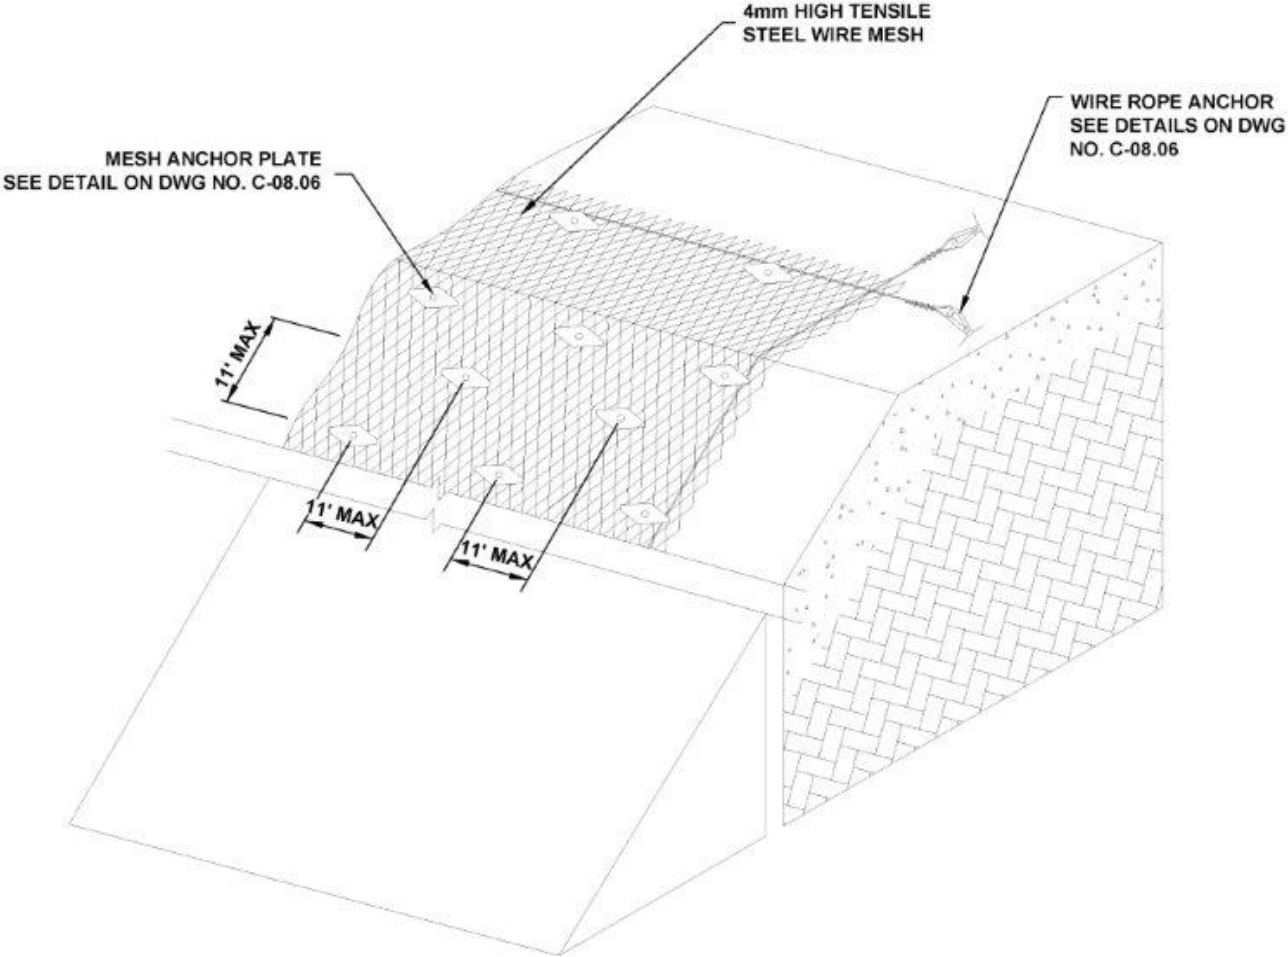 4mm HIGH TENSILE
STEEL WIRE MESH
WIRE ROPE ANCHOR
SEE DETAILS ON DWG
NO. C-08.06
MESH ANCHOR PLATE
SEE DETAIL ON DWG NO. C-08.06
11' MAX
11' MAX
11' MAX